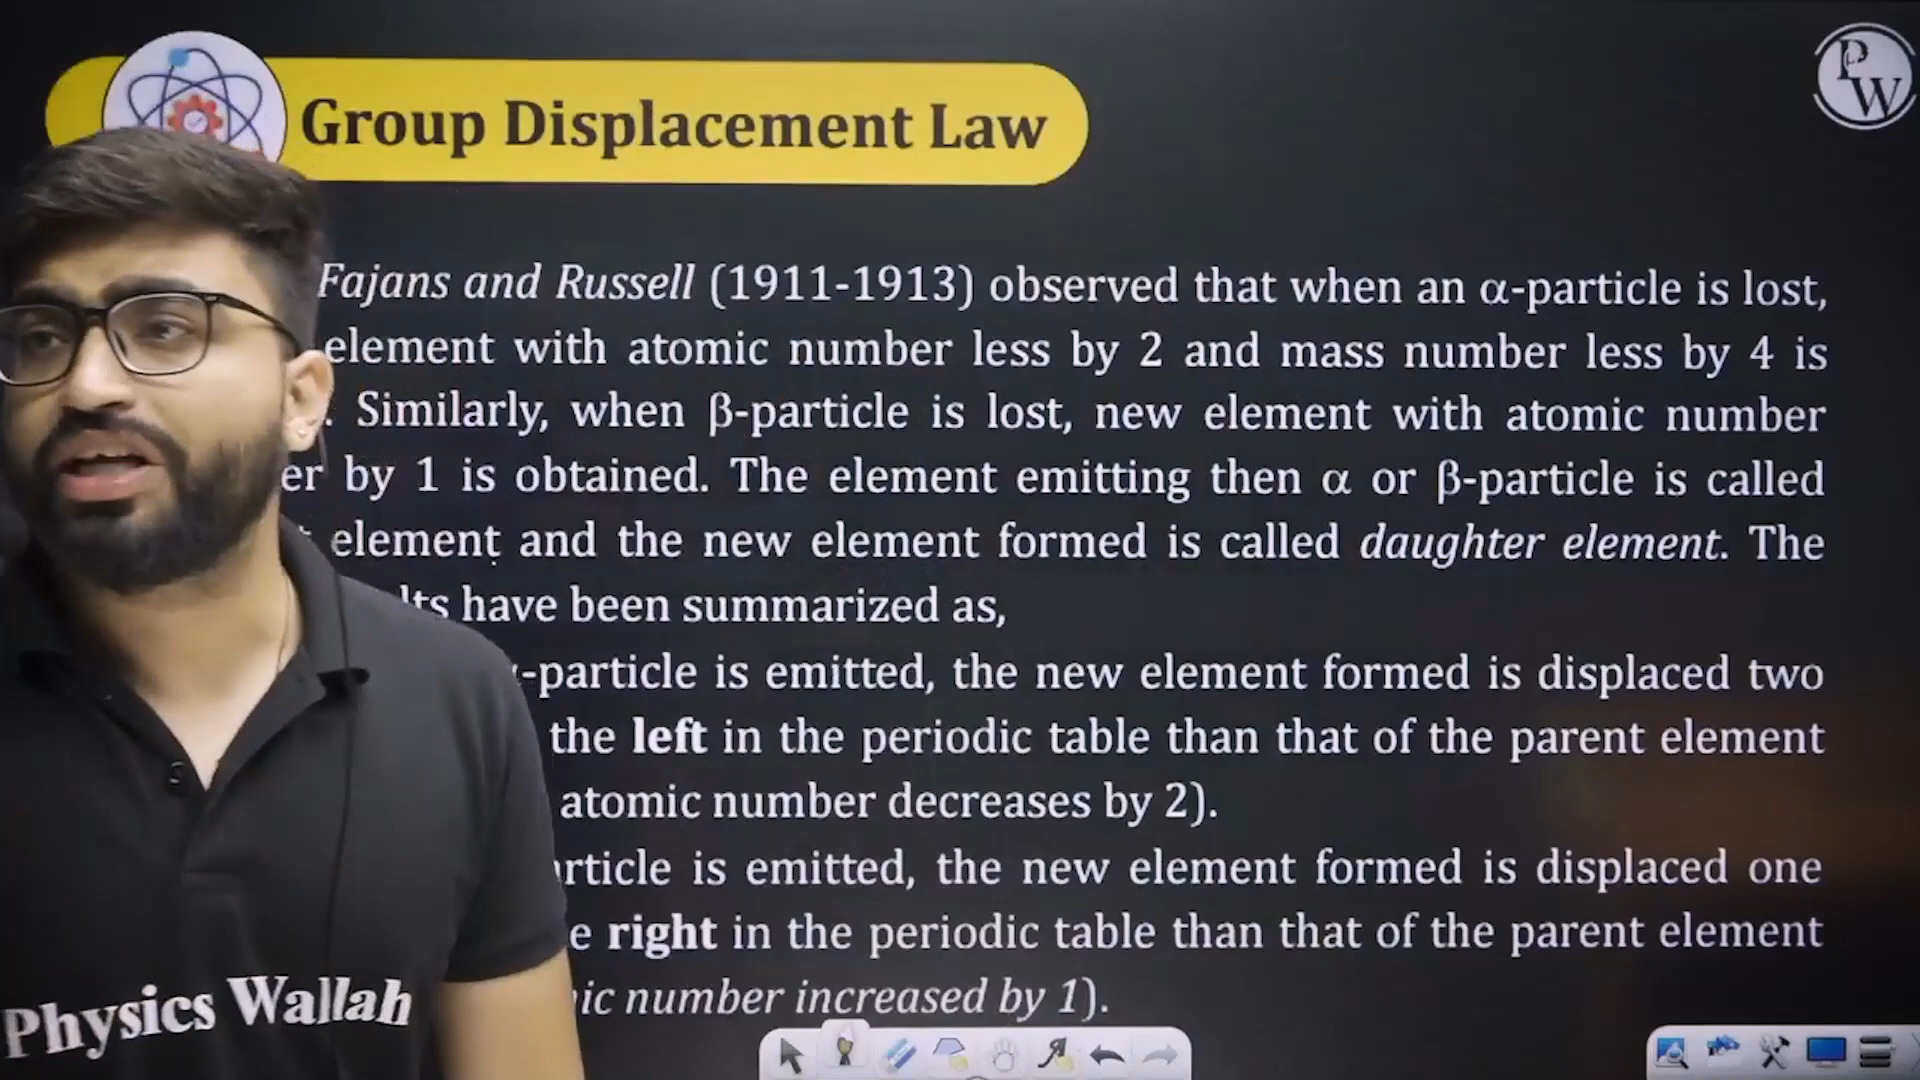 Group Displacement Law
PW
Fajans and Russell (1911-1913) observed that when an α-particle is lost,
element with atomic number less by 2 and mass number less by 4 is
. Similarly, when β-particle is lost, new element with atomic number
er by 1 is obtained. The element emitting then α or β-particle is called
element and the new element formed is called daughter element. The
lts have been summarized as,
-particle is emitted, the new element formed is displaced two
the left in the periodic table than that of the parent element
atomic number decreases by 2).
rticle is emitted, the new element formed is displaced one
e right in the periodic table than that of the parent element
ic number increased by 1).
Physics Wallah